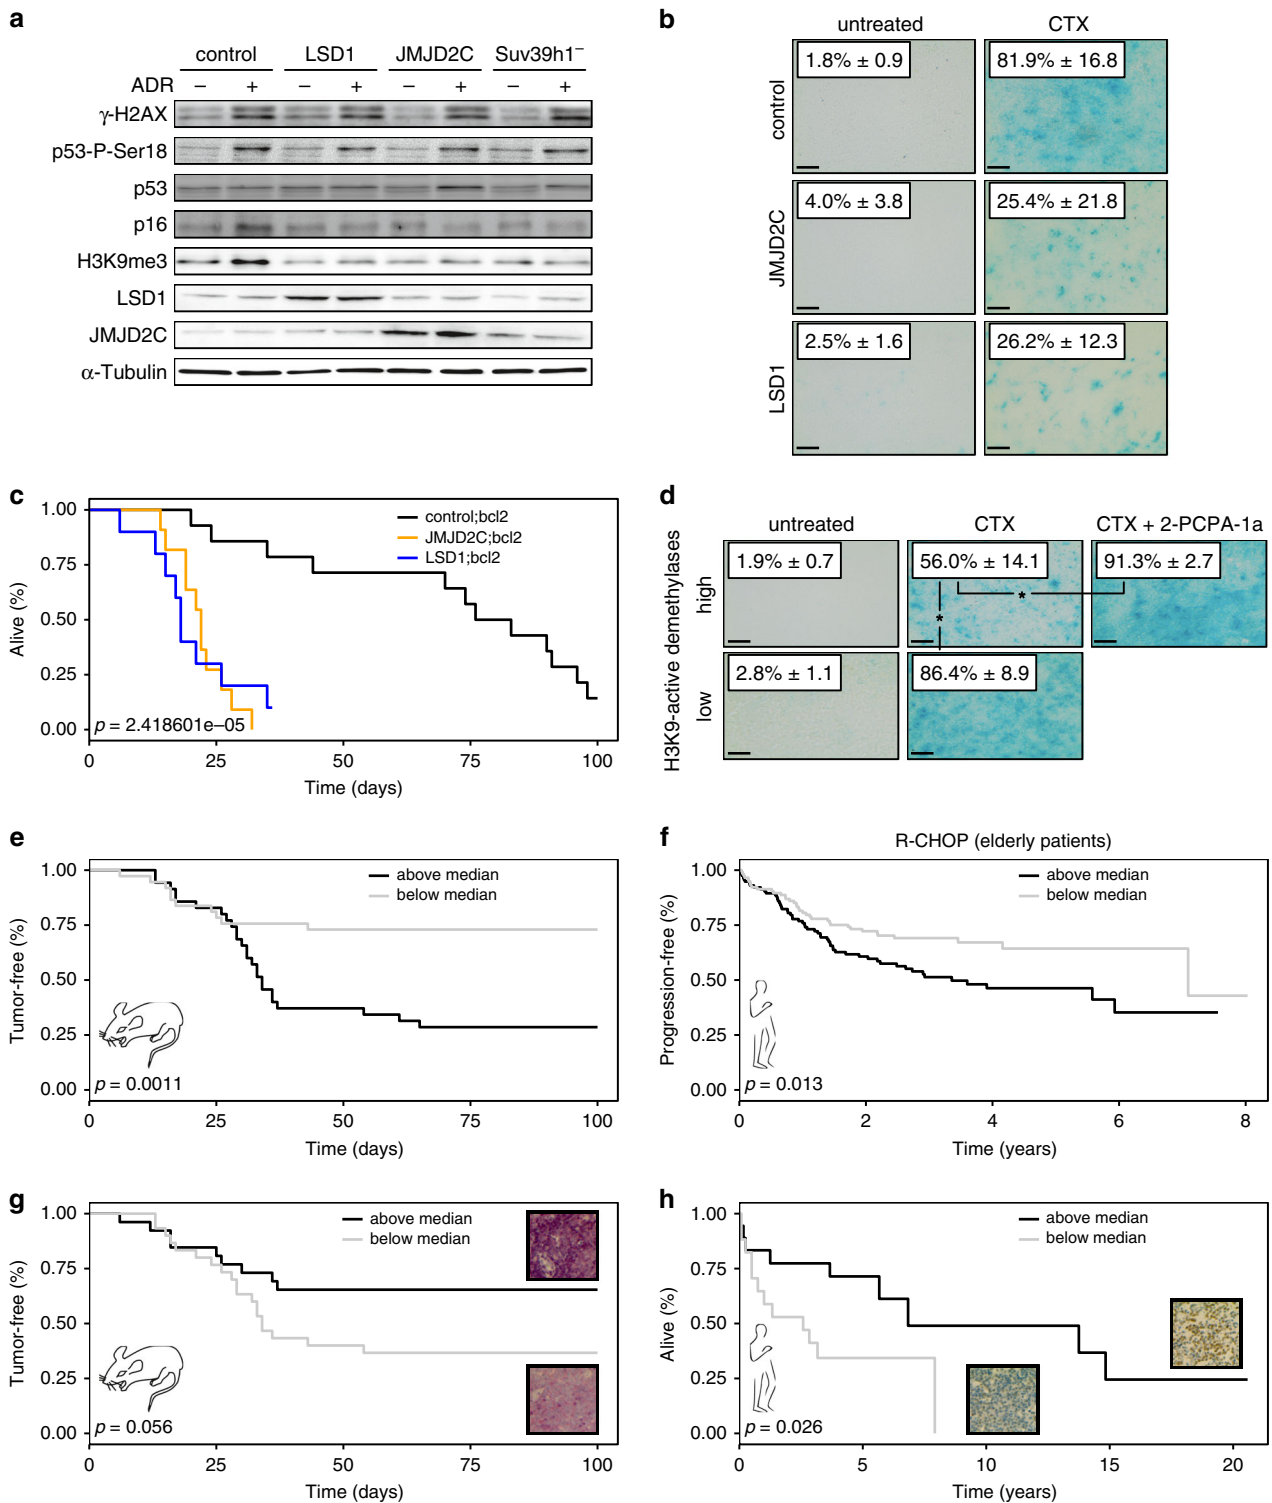 a
control LSD1 JMJD2C Suv39h1⁻
ADR − + − + − + − +
γ-H2AX
p53-P-Ser18
p53
p16
H3K9me3
LSD1
JMJD2C
α-Tubulin
b
untreated CTX
control
1.8% ± 0.9 81.9% ± 16.8
JMJD2C
4.0% ± 3.8 25.4% ± 21.8
LSD1
2.5% ± 1.6 26.2% ± 12.3
c
Alive (%)
1.00
0.75
0.50
0.25
0.00
control;bcl2
JMJD2C;bcl2
LSD1;bcl2
p = 2.418601e−05
0 25 50 75 100
Time (days)
d
H3K9-active demethylases
high
low
untreated CTX CTX + 2-PCPA-1a
1.9% ± 0.7 56.0% ± 14.1 91.3% ± 2.7
*
*
2.8% ± 1.1 86.4% ± 8.9
e
Tumor-free (%)
1.00
0.75
0.50
0.25
0.00
above median
below median
p = 0.0011
0 25 50 75 100
Time (days)
f
R-CHOP (elderly patients)
Progression-free (%)
1.00
0.75
0.50
0.25
0.00
above median
below median
p = 0.013
0 2 4 6 8
Time (years)
g
Tumor-free (%)
1.00
0.75
0.50
0.25
0.00
above median
below median
p = 0.056
0 25 50 75 100
Time (days)
h
Alive (%)
1.00
0.75
0.50
0.25
0.00
above median
below median
p = 0.026
0 5 10 15 20
Time (years)